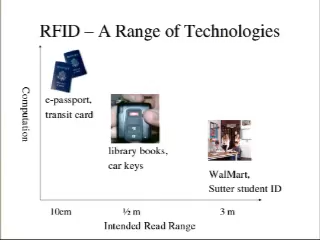 RFID – A Range of Technologies
Computation
e-passport,
transit card
library books,
car keys
WalMart,
Sutter student ID
10cm
½ m
3 m
Intended Read Range